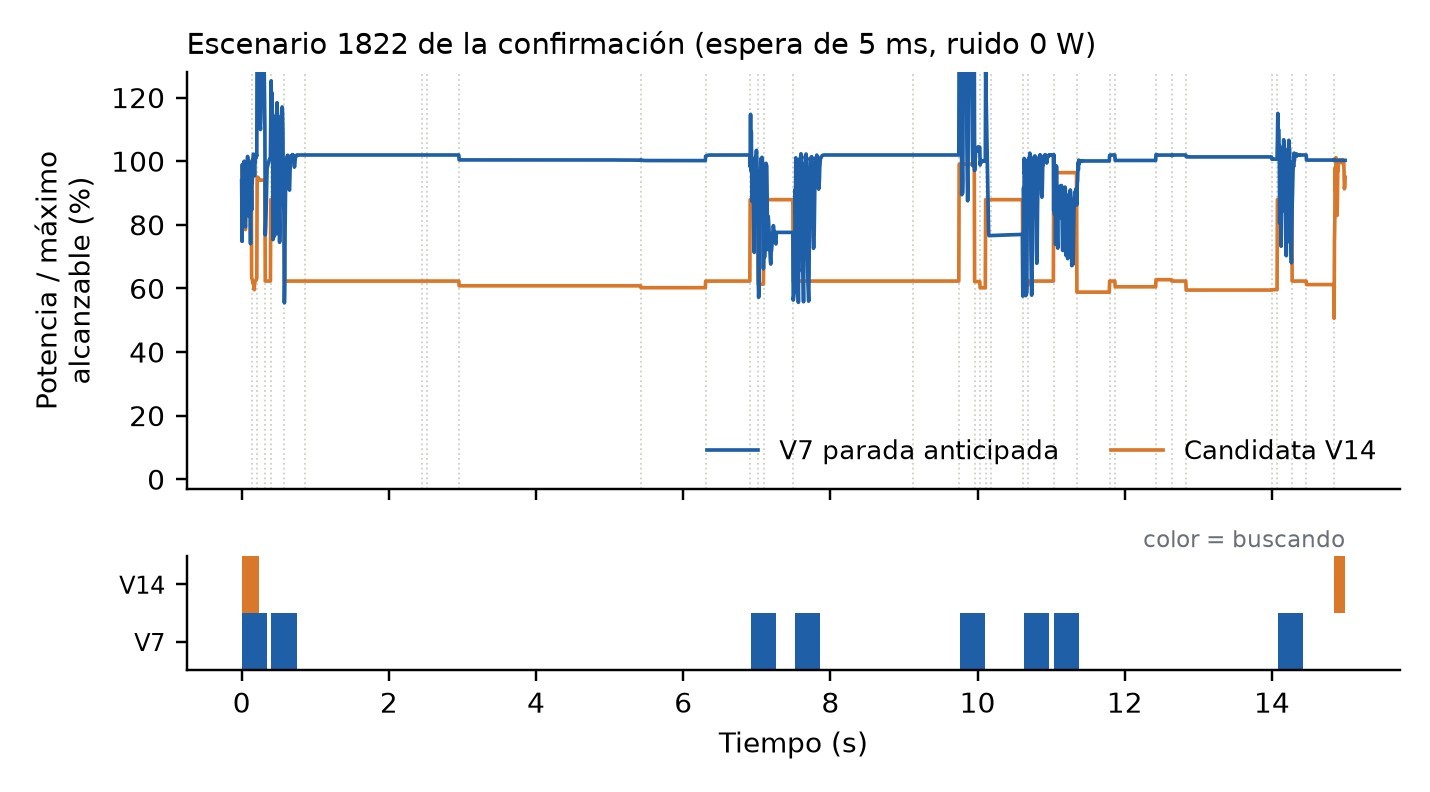 Escenario 1822 de la confirmación (espera de 5 ms, ruido 0 W)
Potencia / máximo
alcanzable (%)
120
100
80
60
40
20
0
V7 parada anticipada
Candidata V14
color = buscando
V14
V7
0 2 4 6 8 10 12 14
Tiempo (s)